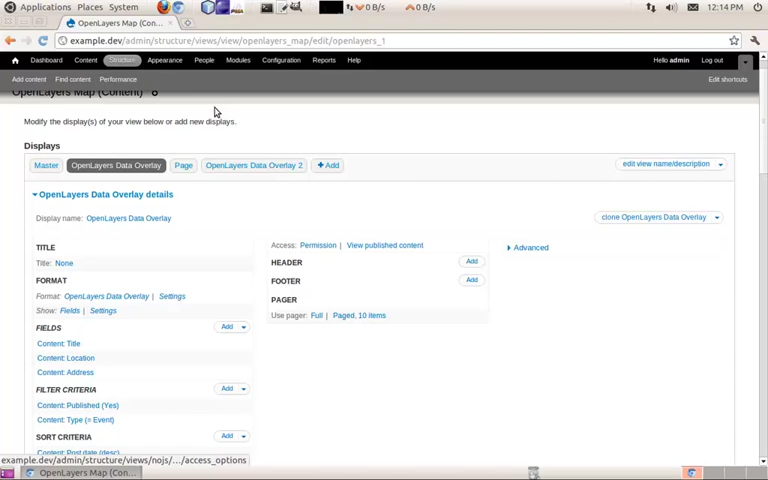 Applications Places System
0 B/s 0 B/s
12:14 PM
OpenLayers Map (Conte...
example.dev/admin/structure/views/view/openlayers_map/edit/openlayers_1
Dashboard Content Structure Appearance People Modules Configuration Reports Help Hello admin Log out
Add content Find content Performance Edit shortcuts
OpenLayers Map (Content)
Modify the display(s) of your view below or add new displays.
Displays
Master OpenLayers Data Overlay Page OpenLayers Data Overlay 2 Add edit view name/description
OpenLayers Data Overlay details
Display name: OpenLayers Data Overlay clone OpenLayers Data Overlay
TITLE
Title: None
FORMAT
Format: OpenLayers Data Overlay | Settings
Show: Fields | Settings
FIELDS Add
Content: Title
Content: Location
Content: Address
FILTER CRITERIA Add
Content: Published (Yes)
Content: Type (= Event)
SORT CRITERIA Add
Content: Post date (desc)
Access: Permission | View published content
HEADER Add
FOOTER Add
PAGER
Use pager: Full | Paged, 10 items
Advanced
example.dev/admin/structure/views/nojs/.../access_options
OpenLayers Map (Con...